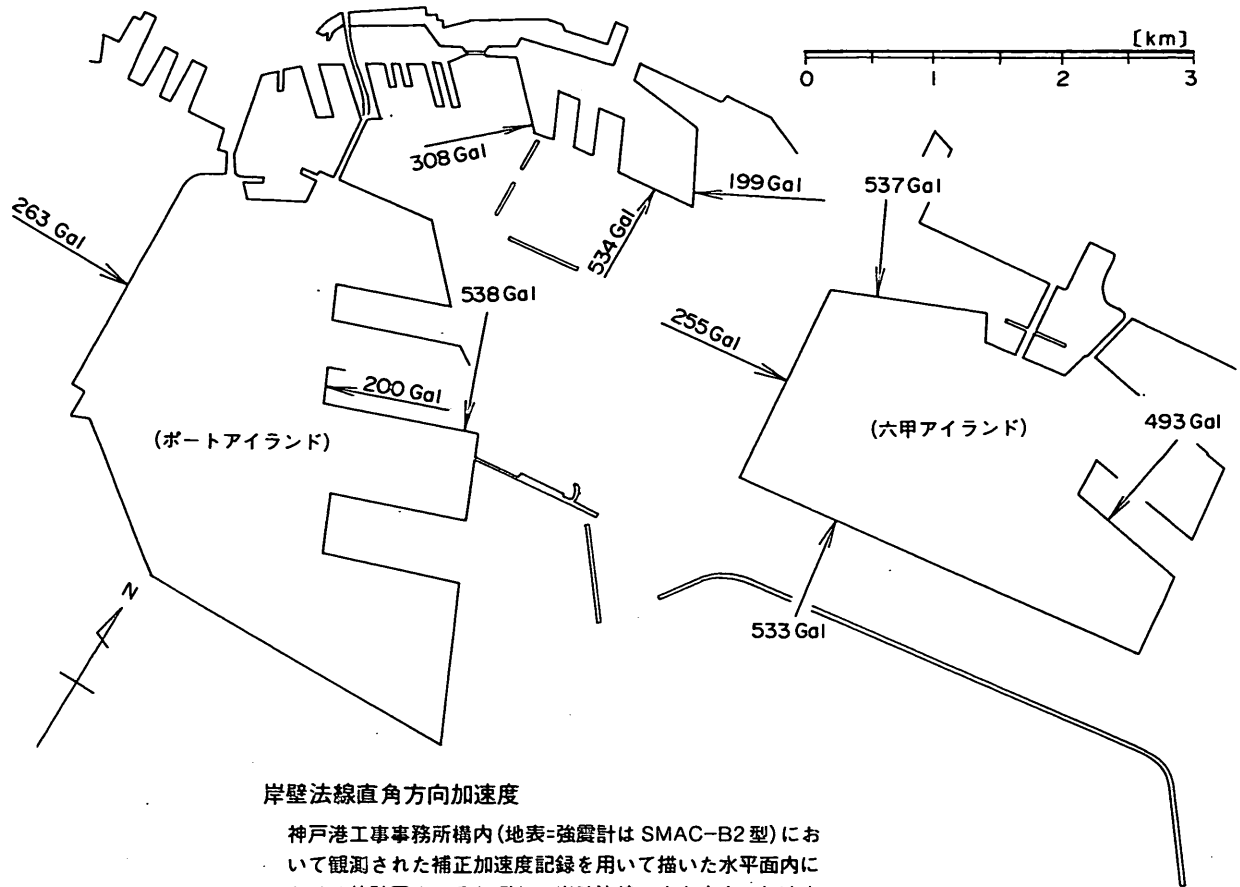 [km]
0 1 2 3
308 Gal
199 Gal
537 Gal
263 Gal
534 Gal
538 Gal
255 Gal
200 Gal
(ポートアイランド)
(六甲アイランド)
493 Gal
N
533 Gal
岸壁法線直角方向加速度
神戸港工事事務所構内(地表=強震計は SMAC-B2 型)にお
いて観測された補正加速度記録を用いて描いた水平面内に